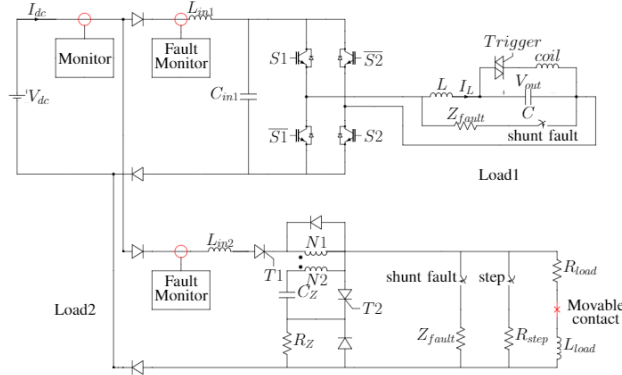 I_dc
L_in1
Monitor
Fault
Monitor
V_dc
C_in1
S1
S̅2̅
S̅1̅
S2
Trigger
coil
L
I_L
V_out
C
Z_fault
shunt fault
Load1
L_in2
N1
T1
N2
Fault
Monitor
C_Z
T2
Load2
R_Z
shunt fault
step
R_load
Movable
contact
Z_fault
R_step
L_load